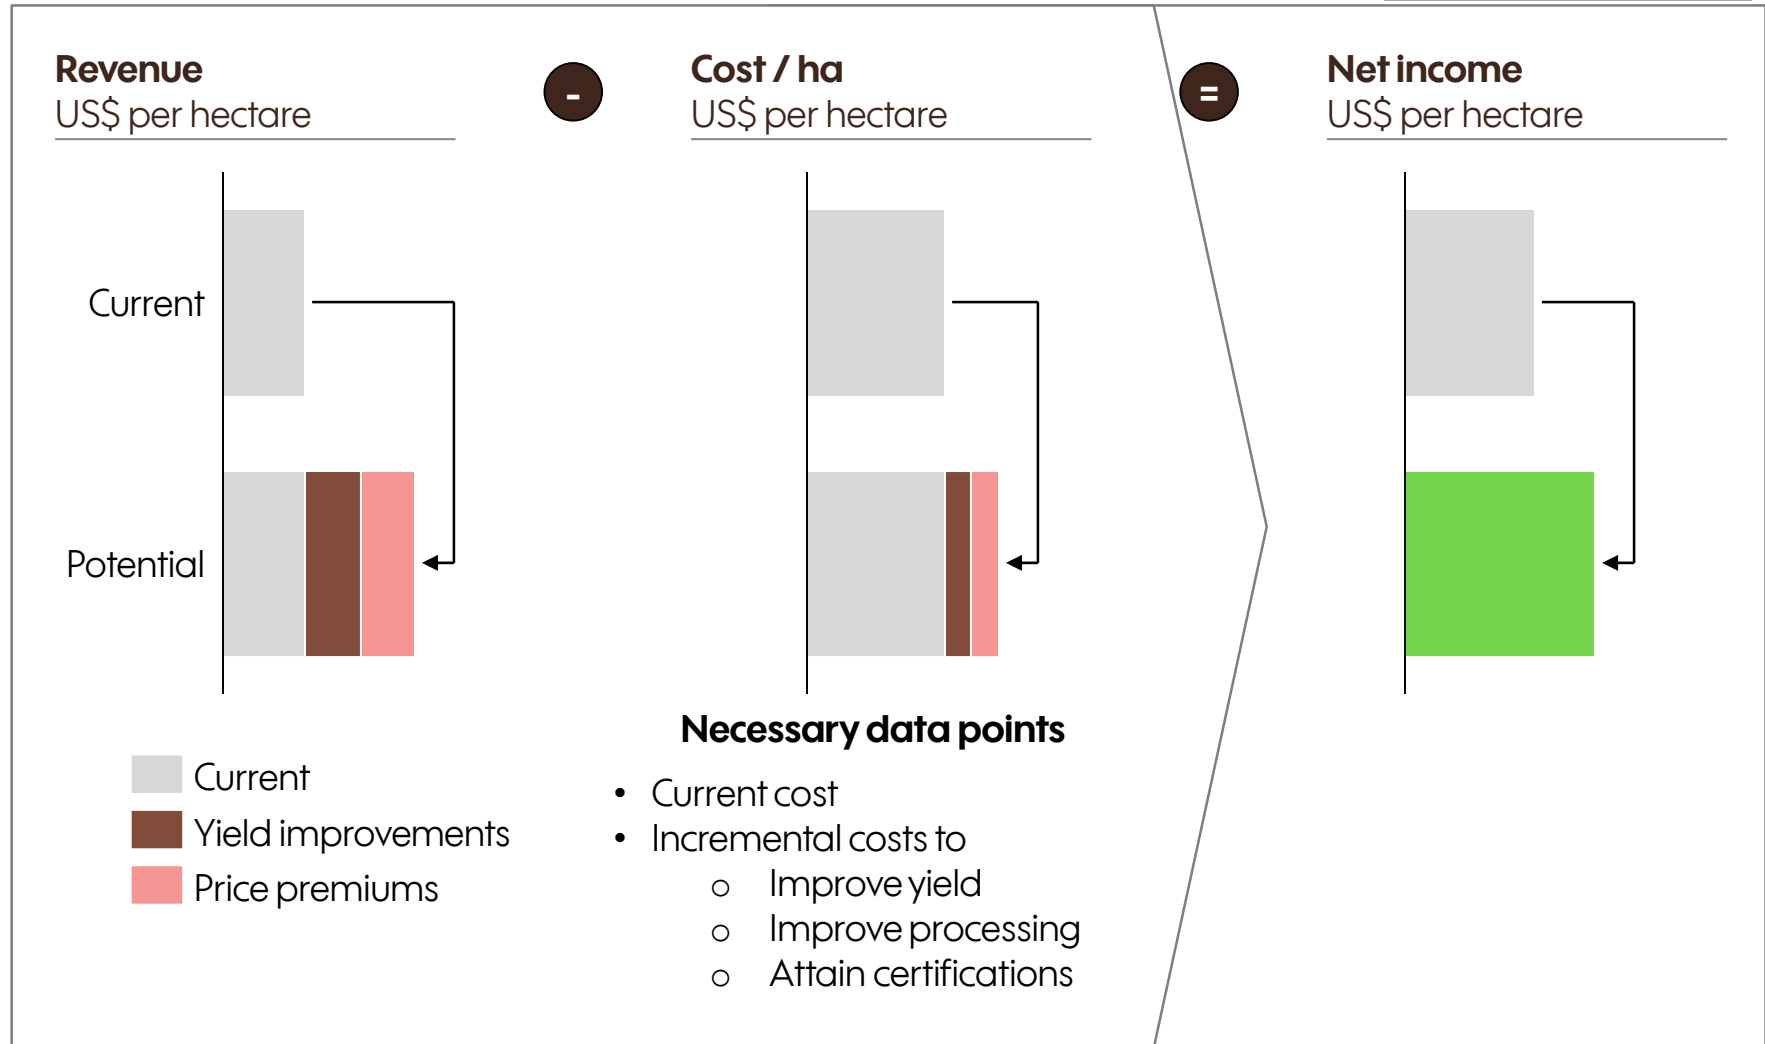 Revenue
US$ per hectare
-
Cost / ha
US$ per hectare
=
Net income
US$ per hectare
Current
Potential
Current
Yield improvements
Price premiums
Necessary data points
• Current cost
• Incremental costs to
o Improve yield
o Improve processing
o Attain certifications